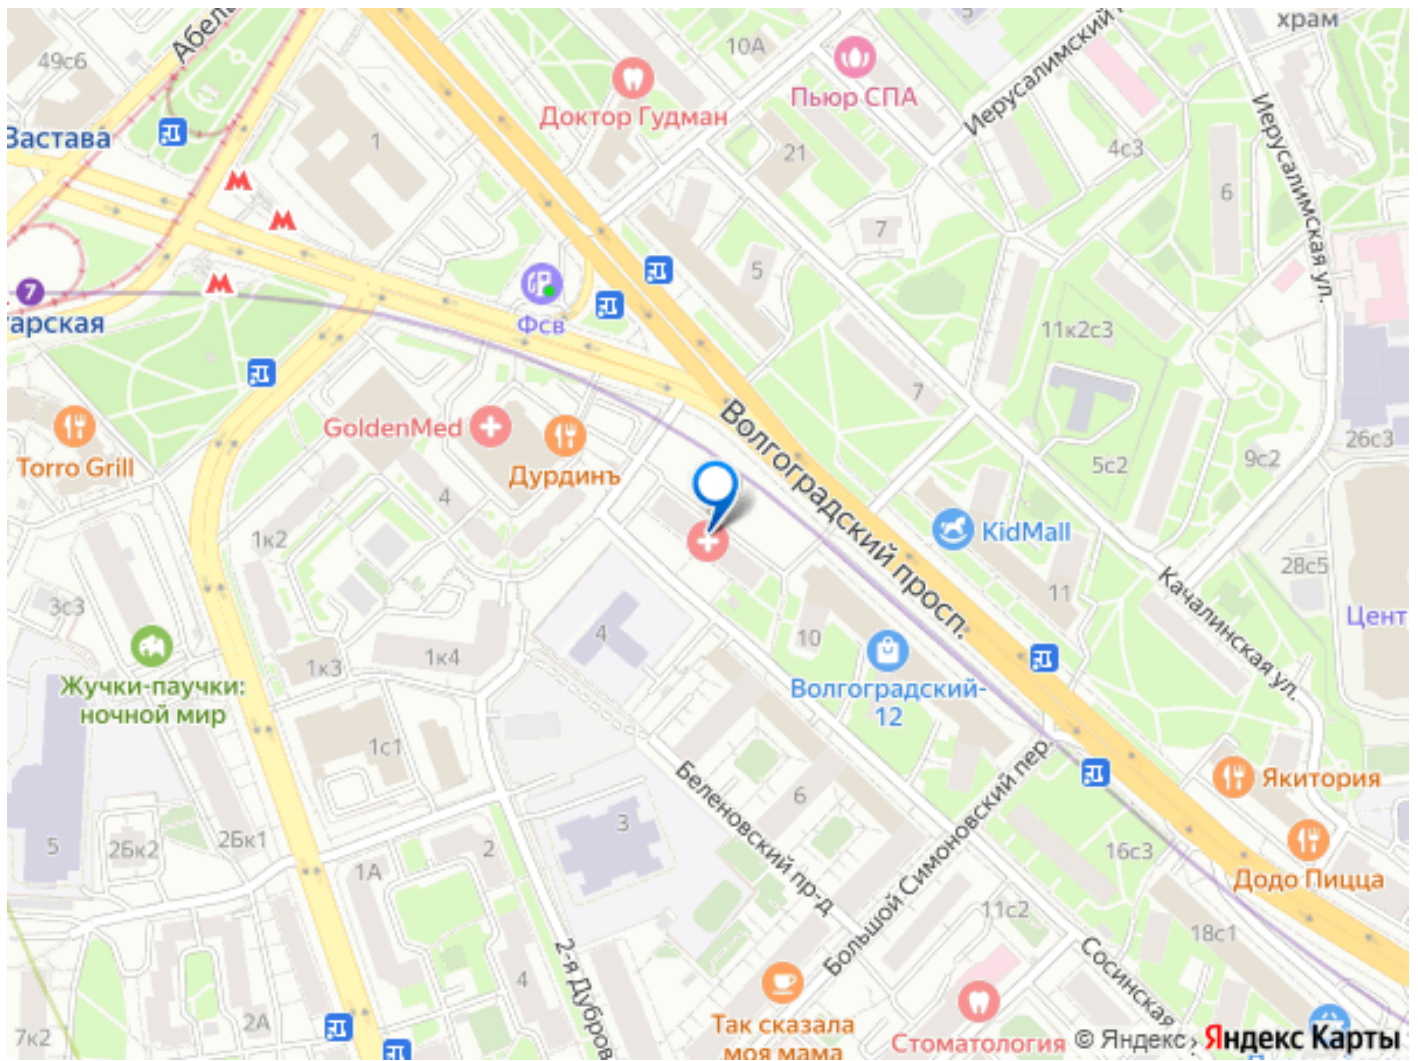 храм
Абель
49с6
10А
Доктор Гудман
Пьюр СПА
Иерусалимский
Иерусалимская ул.
Застава
1
21
4с3
6
7
5
7
арская
Фсв
11к2с3
7
Волгоградский просп.
GoldenMed
Дурдинъ
Torro Grill
4
26с3
5с2
9с2
1к2
KidMall
28с5
Качалинская ул.
11
3с3
4
10
Цент
1к3
1к4
Жучки-паучки:
ночной мир
Волгоградский-
12
1с1
Беленовский пр-д
Большой Симоновский пер.
Якитория
6
3
5
2Бк2
2Бк1
2
1А
16с3
Додо Пицца
11с2
18с1
Сосинская
2-я Дубров
4
2А
7к2
Так сказала
моя мама
Стоматология
© Яндекс
Яндекс Карты